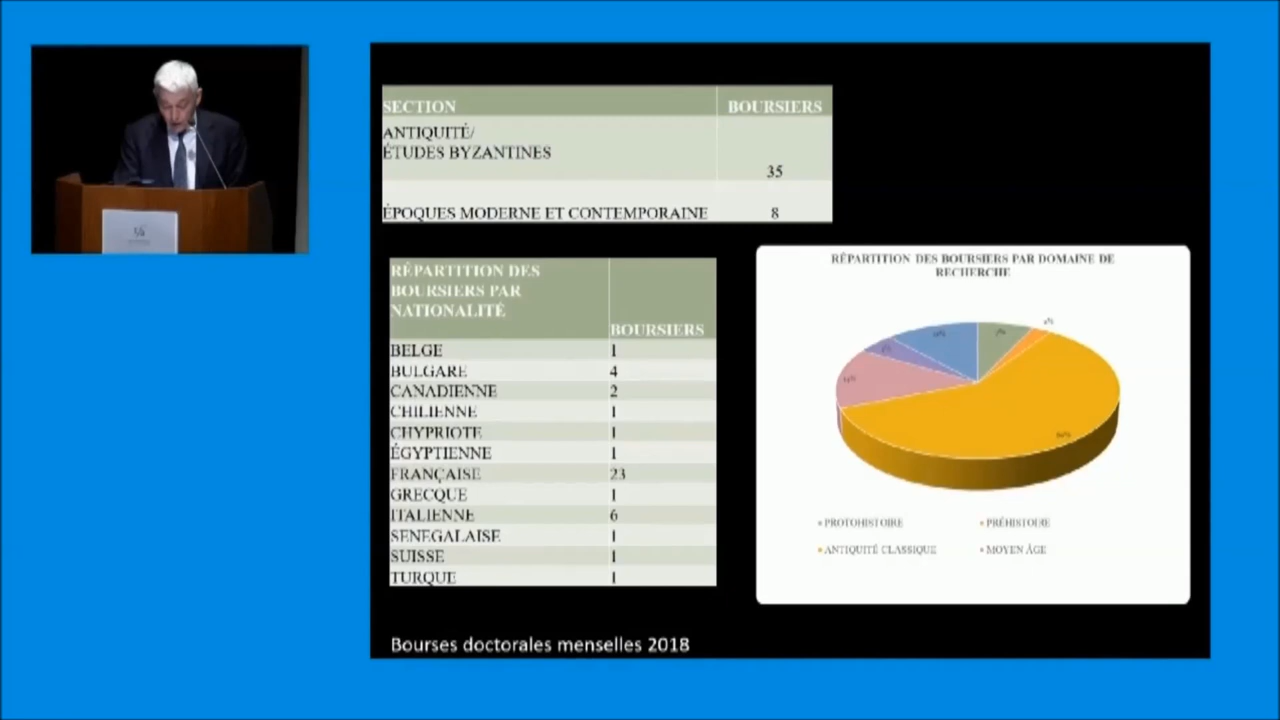 SECTION BOURSIERS
ANTIQUITÉ/
ÉTUDES BYZANTINES
35
ÉPOQUES MODERNE ET CONTEMPORAINE 8
RÉPARTITION DES
BOURSIERS PAR
NATIONALITÉ
BOURSIERS
BELGE 1
BULGARE 4
CANADIENNE 2
CHILIENNE 1
CHYPRIOTE 1
ÉGYPTIENNE 1
FRANÇAISE 23
GRECQUE 1
ITALIENNE 6
SENEGALAISE 1
SUISSE 1
TURQUE 1
RÉPARTITION DES BOURSIERS PAR DOMAINE DE
RECHERCHE
PROTOHISTOIRE PRÉHISTOIRE
ANTIQUITÉ CLASSIQUE MOYEN ÂGE
Bourses doctorales menselles 2018